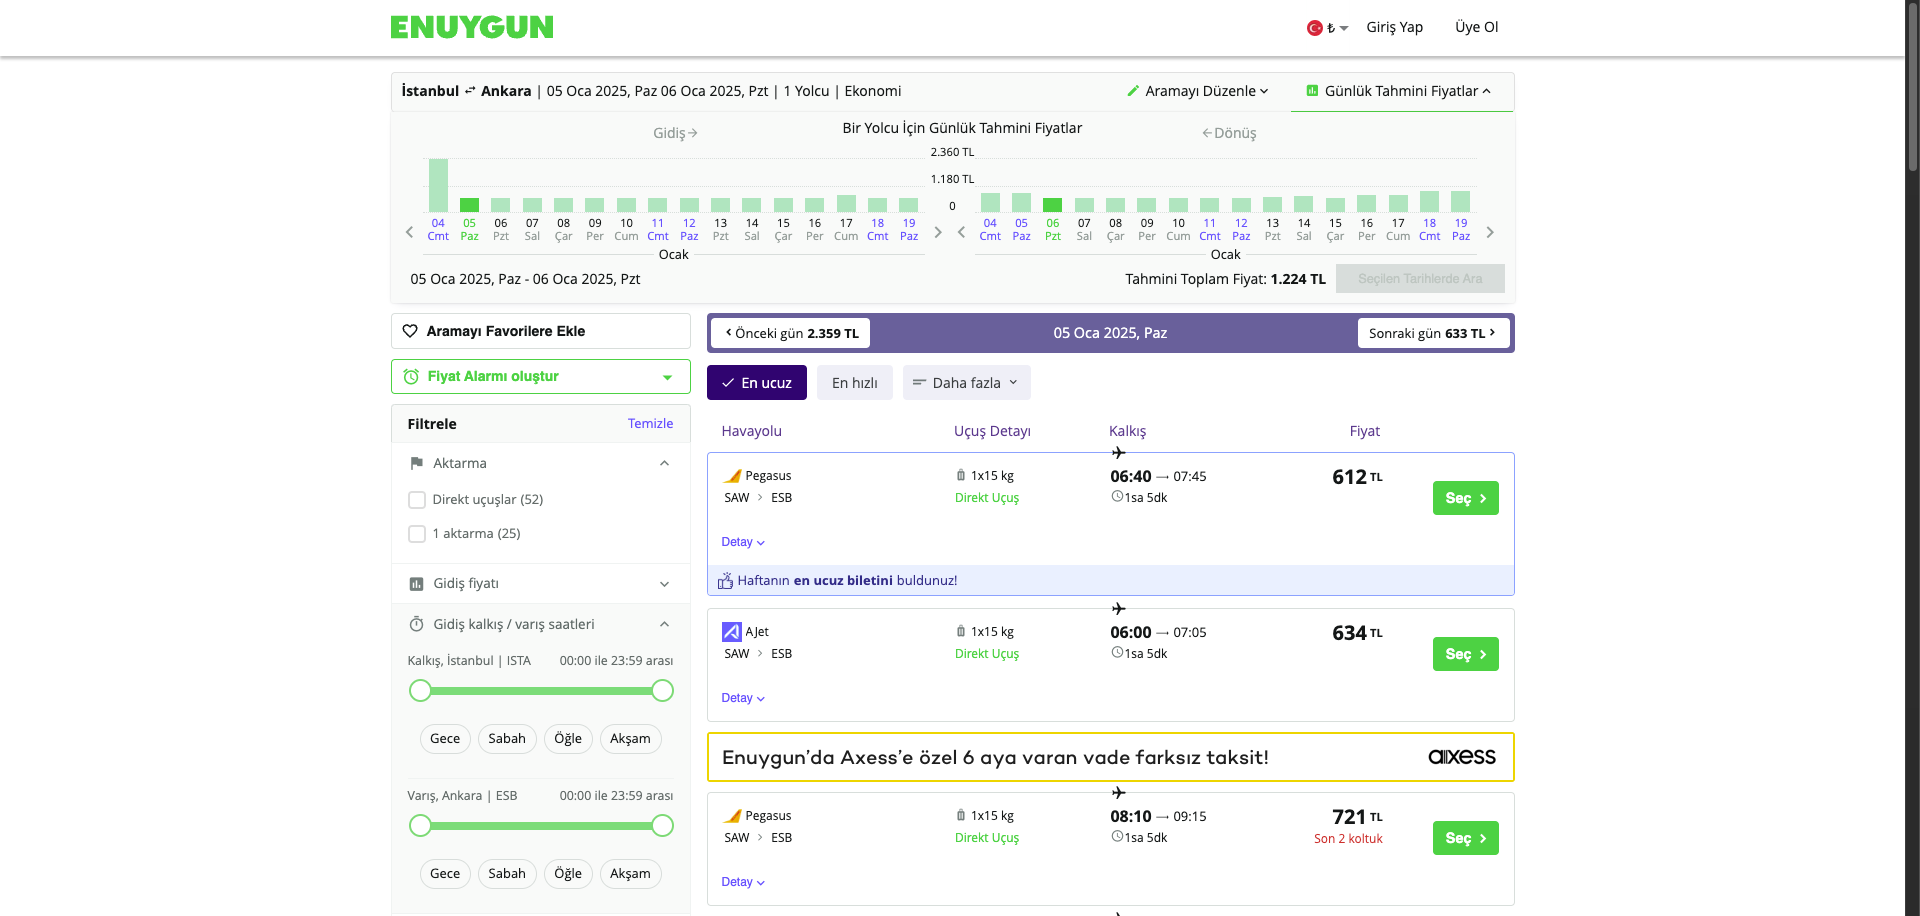 ENUYGUN
₺ Giriş Yap Üye Ol
İstanbul Ankara | 05 Oca 2025, Paz 06 Oca 2025, Pzt | 1 Yolcu | Ekonomi
Aramayı Düzenle Günlük Tahmini Fiyatlar
Gidiş Bir Yolcu İçin Günlük Tahmini Fiyatlar Dönüş
2.360 TL
1.180 TL
0
04 05 06 07 08 09 10 11 12 13 14 15 16 17 18 19
Cmt Paz Pzt Sal Çar Per Cum Cmt Paz Pzt Sal Çar Per Cum Cmt Paz
Ocak
04 05 06 07 08 09 10 11 12 13 14 15 16 17 18 19
Cmt Paz Pzt Sal Çar Per Cum Cmt Paz Pzt Sal Çar Per Cum Cmt Paz
Ocak
05 Oca 2025, Paz - 06 Oca 2025, Pzt
Tahmini Toplam Fiyat: 1.224 TL Seçilen Tarihlerde Ara
Aramayı Favorilere Ekle
Fiyat Alarmı oluştur
Filtrele Temizle
Aktarma
Direkt uçuşlar (52)
1 aktarma (25)
Gidiş fiyatı
Gidiş kalkış / varış saatleri
Kalkış, İstanbul | ISTA 00:00 ile 23:59 arası
Gece Sabah Öğle Akşam
Varış, Ankara | ESB 00:00 ile 23:59 arası
Gece Sabah Öğle Akşam
Önceki gün 2.359 TL 05 Oca 2025, Paz Sonraki gün 633 TL
En ucuz En hızlı Daha fazla
Havayolu Uçuş Detayı Kalkış Fiyat
Pegasus 1x15 kg 06:40 → 07:45 612 TL
SAW ESB Direkt Uçuş 1sa 5dk Seç
Detay
Haftanın en ucuz biletini buldunuz!
AJet 1x15 kg 06:00 → 07:05 634 TL
SAW ESB Direkt Uçuş 1sa 5dk Seç
Detay
Enuygun’da Axess’e özel 6 aya varan vade farksız taksit! axess
Pegasus 1x15 kg 08:10 → 09:15 721 TL
SAW ESB Direkt Uçuş 1sa 5dk Son 2 koltuk Seç
Detay